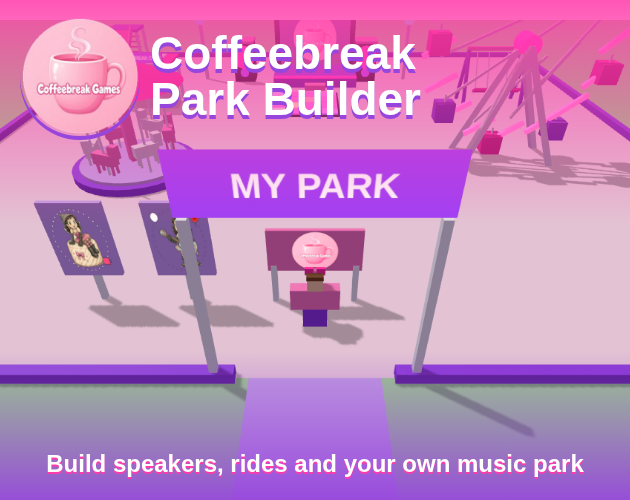 Coffeebreak
Park Builder
Coffeebreak Games
MY PARK
Build speakers, rides and your own music park